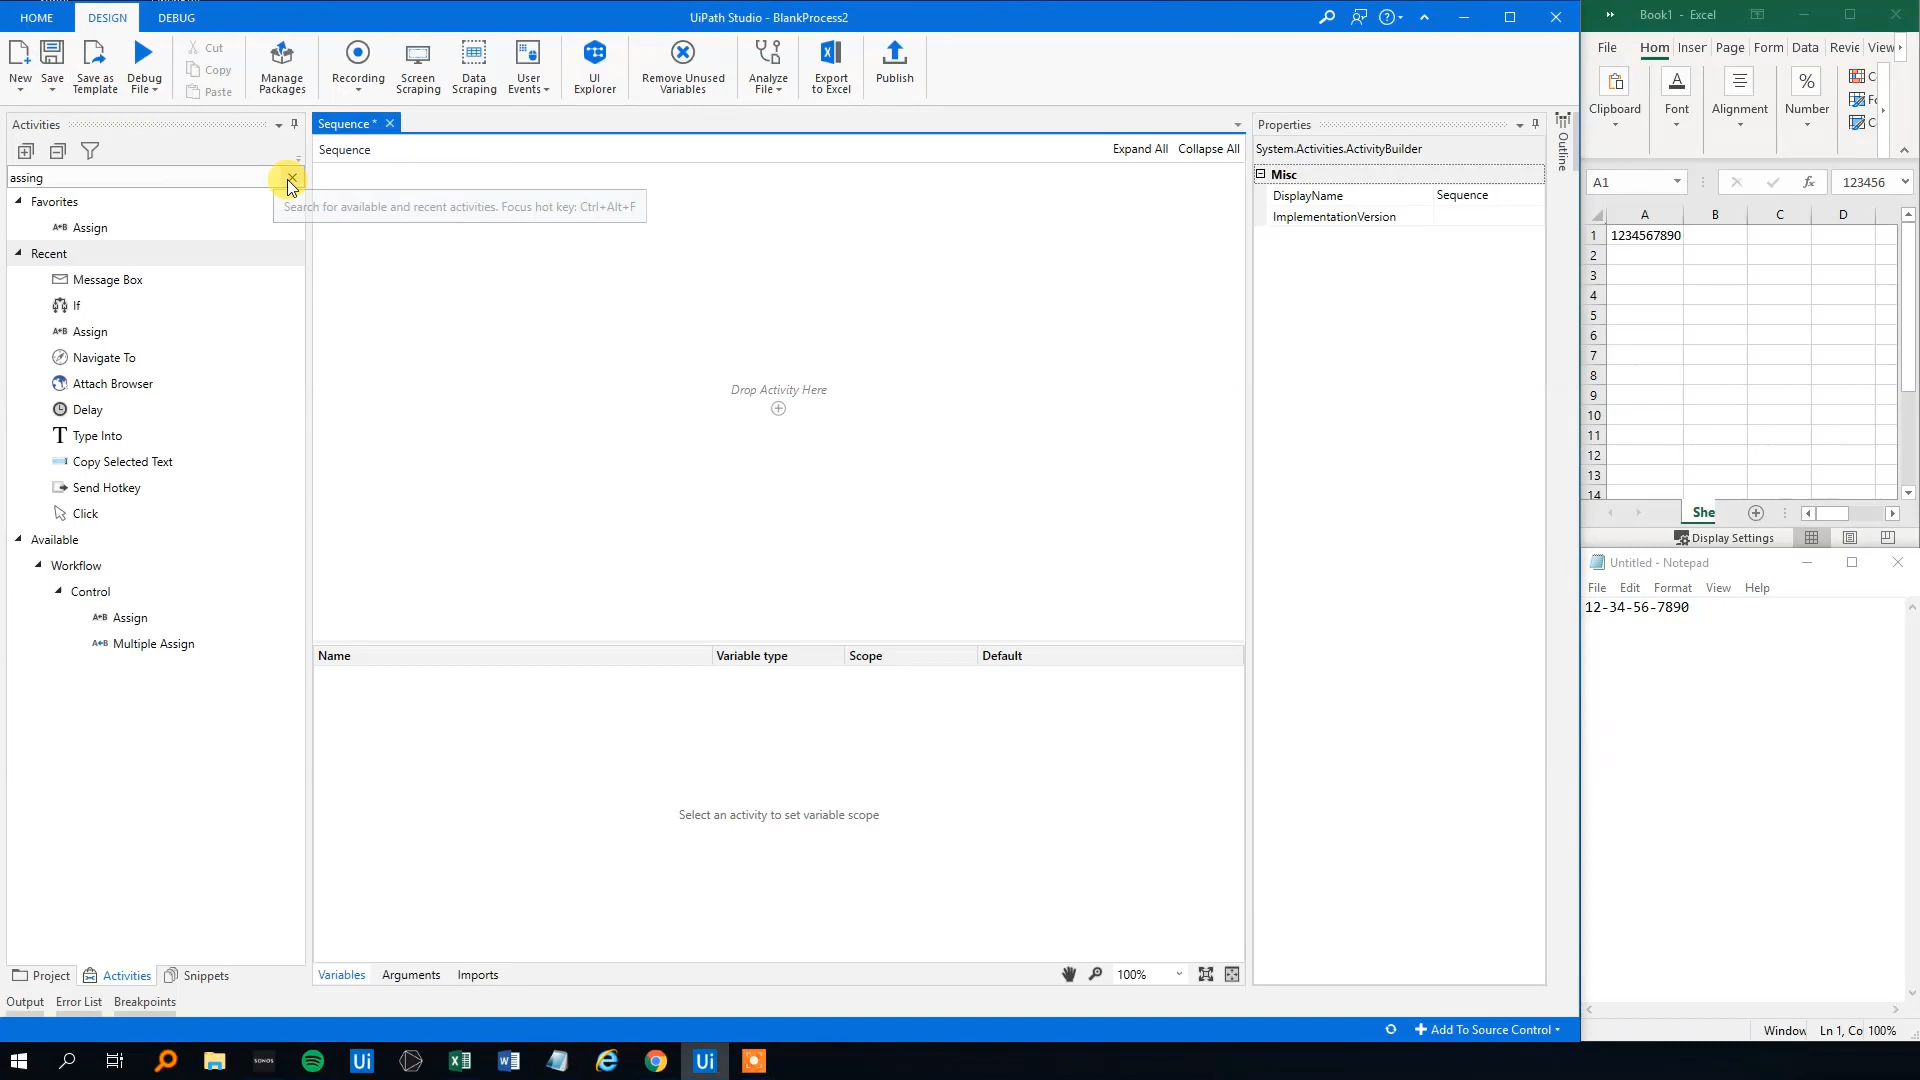 HOME DESIGN DEBUG
UiPath Studio - BlankProcess2
New Save Save as Template Debug File Cut Copy Paste Manage Packages Recording Screen Scraping Data Scraping User Events UI Explorer Remove Unused Variables Analyze File Export to Excel Publish
Activities
assing
Search for available and recent activities. Focus hot key: Ctrl+Alt+F
Favorites
Assign
Recent
Message Box
If
Assign
Navigate To
Attach Browser
Delay
Type Into
Copy Selected Text
Send Hotkey
Click
Available
Workflow
Control
A*B Assign
A*B Multiple Assign
Project Activities Snippets
Output Error List Breakpoints
Sequence *
Sequence Expand All Collapse All
Drop Activity Here
Name Variable type Scope Default
Select an activity to set variable scope
Variables Arguments Imports 100%
Properties
System.Activities.ActivityBuilder
Misc
DisplayName Sequence
ImplementationVersion
Outline
Add To Source Control
Book1 - Excel
File Hom Inser Page Form Data Revie View
Clipboard Font Alignment % Number C Fo C
A1 fx 123456
A B C D
1 1234567890
2
3
4
5
6
7
8
9
10
11
12
13
14
She
Display Settings
Untitled - Notepad
File Edit Format View Help
12-34-56-7890
Window Ln 1, Co 100%
SONOS Ui Ui